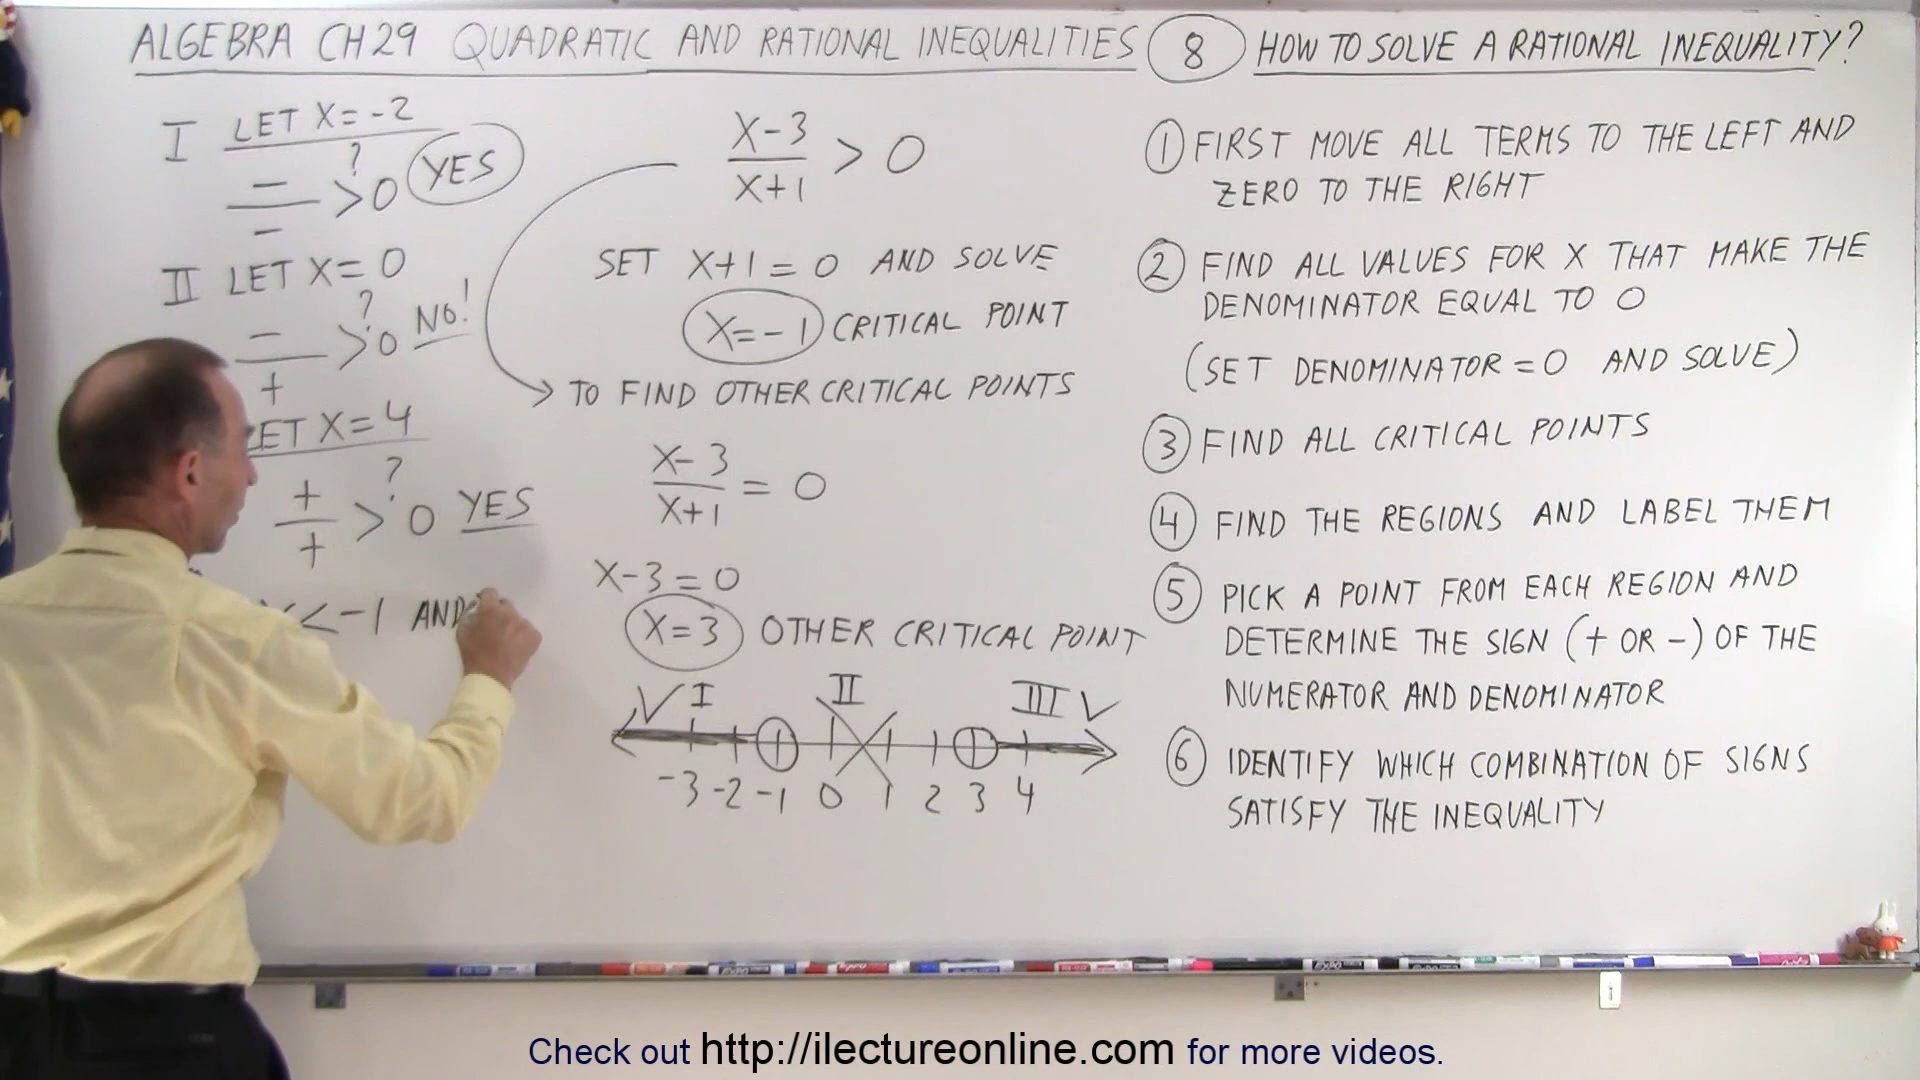 ALGEBRA CH 29 QUADRATIC AND RATIONAL INEQUALITIES
8 HOW TO SOLVE A RATIONAL INEQUALITY?
I LET X = -2
?
- / - > 0 YES
II LET X = 0
?
- / + > 0 NO!
ET X = 4
?
+ / + > 0 YES
< -1 AND
X-3 / X+1 > 0
SET X+1 = 0 AND SOLVE
X = -1 CRITICAL POINT
TO FIND OTHER CRITICAL POINTS
X-3 / X+1 = 0
X-3 = 0
X = 3 OTHER CRITICAL POINT
I II III
-3 -2 -1 0 1 2 3 4
1 FIRST MOVE ALL TERMS TO THE LEFT AND
ZERO TO THE RIGHT
2 FIND ALL VALUES FOR X THAT MAKE THE
DENOMINATOR EQUAL TO 0
(SET DENOMINATOR = 0 AND SOLVE)
3 FIND ALL CRITICAL POINTS
4 FIND THE REGIONS AND LABEL THEM
5 PICK A POINT FROM EACH REGION AND
DETERMINE THE SIGN (+ OR -) OF THE
NUMERATOR AND DENOMINATOR
6 IDENTIFY WHICH COMBINATION OF SIGNS
SATISFY THE INEQUALITY
Check out http://ilectureonline.com for more videos.